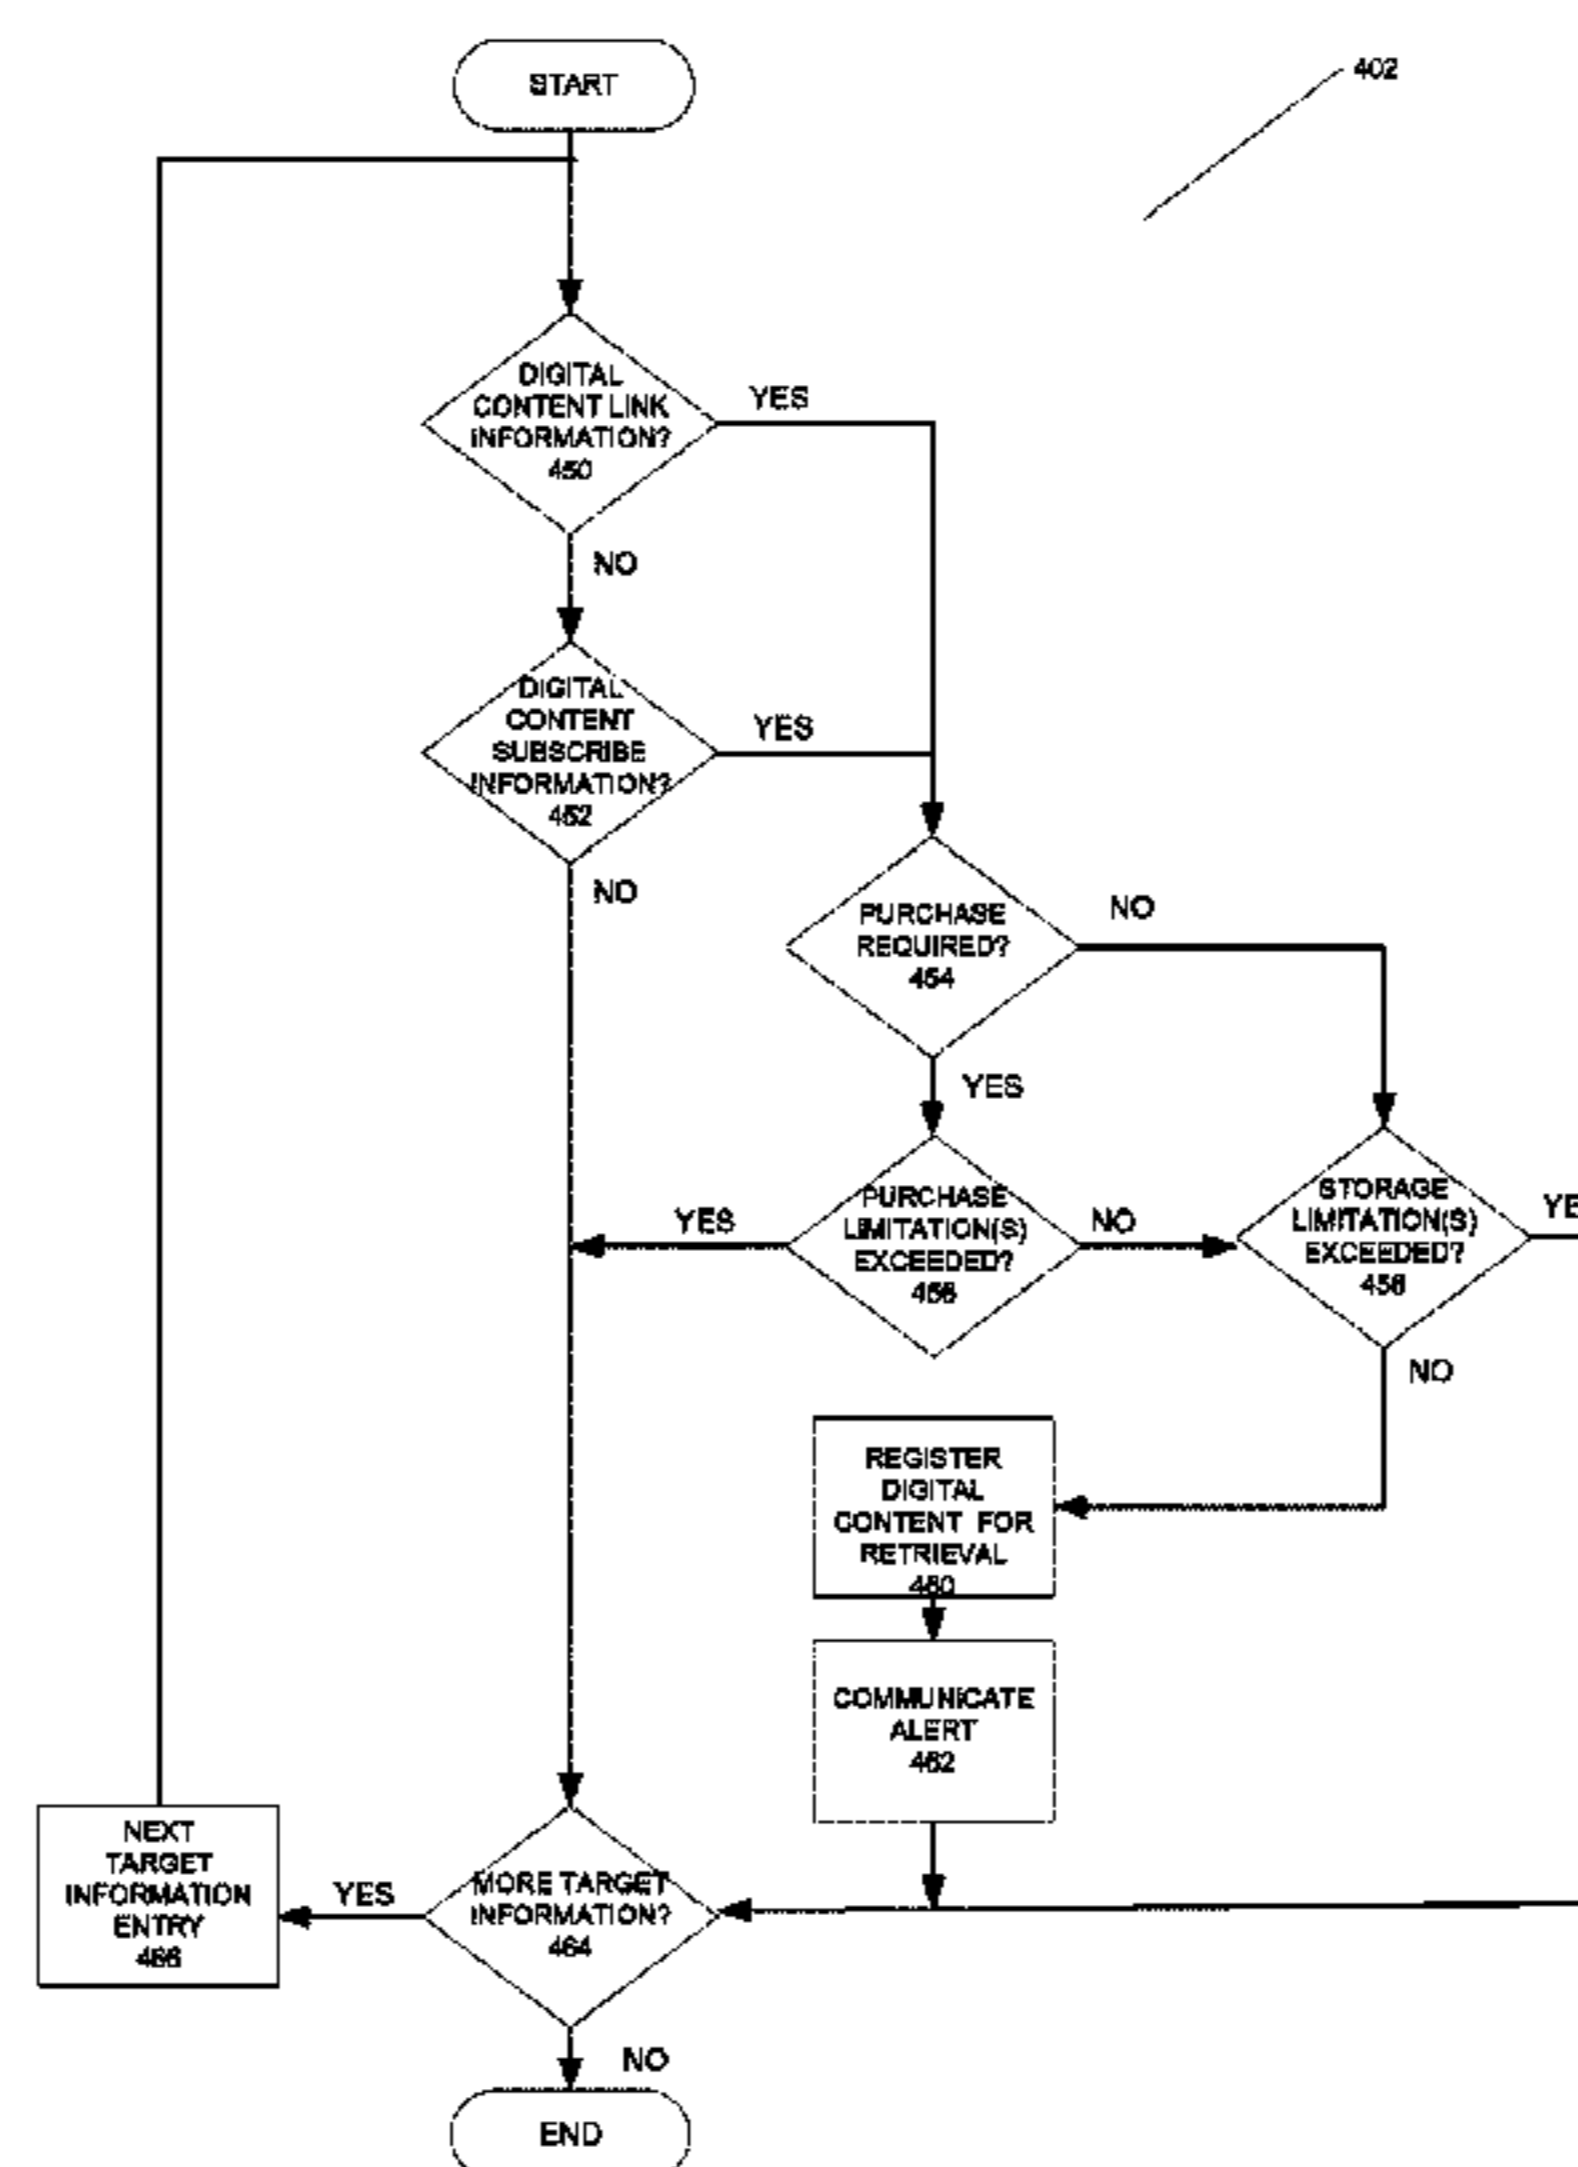 START
402
DIGITAL
CONTENT LINK
INFORMATION?
450
YES
NO
DIGITAL
CONTENT
SUBSCRIBE
INFORMATION?
452
YES
NO
PURCHASE
REQUIRED?
454
NO
YES
PURCHASE
LIMITATION(S)
EXCEEDED?
456
YES
NO
STORAGE
LIMITATION(S)
EXCEEDED?
458
NO
REGISTER
DIGITAL
CONTENT FOR
RETRIEVAL
460
COMMUNICATE
ALERT
462
NEXT
TARGET
INFORMATION
ENTRY
466
YES
MORE TARGET
INFORMATION?
464
NO
END